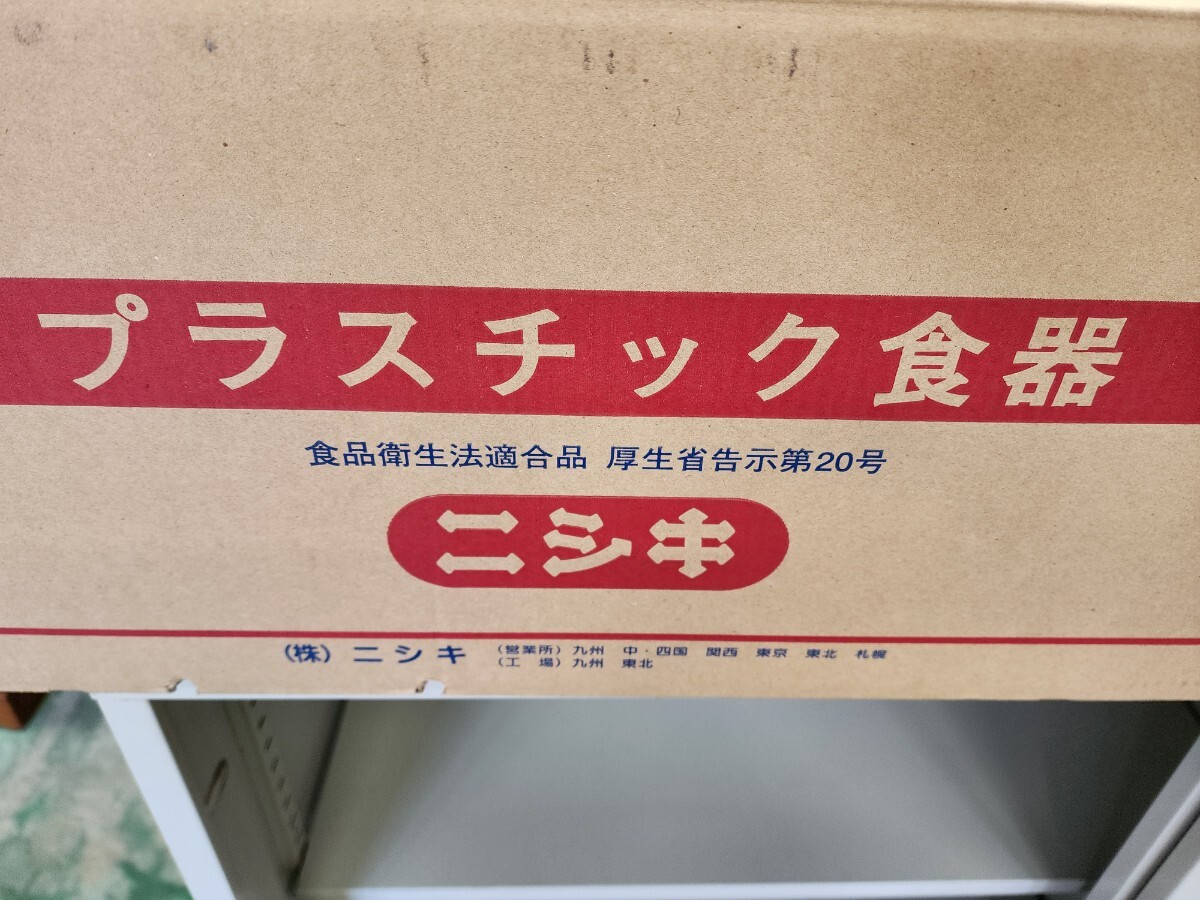 プラスチック食器
食品衛生法適合品 厚生省告示第20号
ニシキ
(株) ニシキ (営業所) 九州 中・四国 関西 東京 東北 札幌
(工 場) 九州 東北